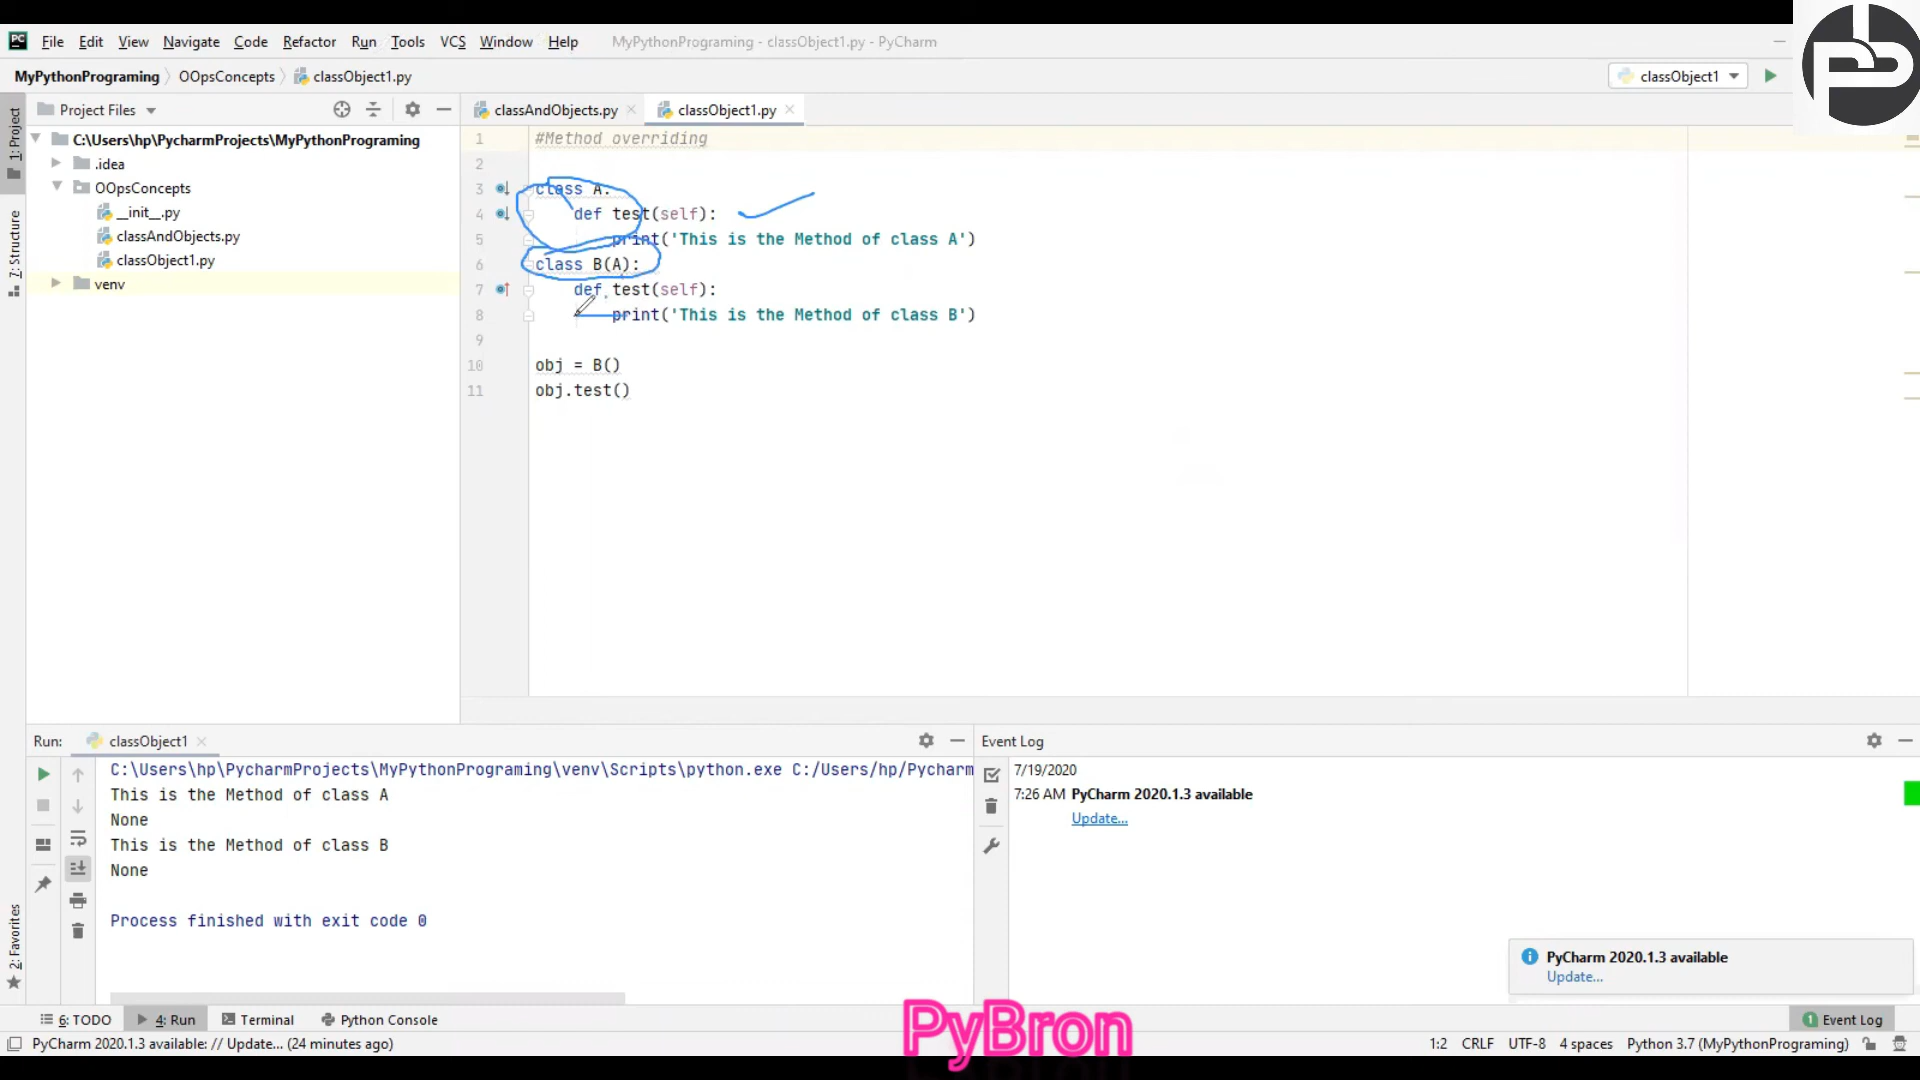 PC File Edit View Navigate Code Refactor Run Tools VCS Window Help MyPythonPrograming - classObject1.py - PyCharm
PB
MyPythonPrograming OOpsConcepts classObject1.py classObject1
1: Project
Project Files
classAndObjects.py classObject1.py
C:\Users\hp\PycharmProjects\MyPythonPrograming
.idea
OOpsConcepts
__init__.py
classAndObjects.py
classObject1.py
venv
7: Structure
1 #Method overriding
2
3 class A:
4 def test(self):
5 print('This is the Method of class A')
6 class B(A):
7 def test(self):
8 print('This is the Method of class B')
9
10 obj = B()
11 obj.test()
Run: classObject1
C:\Users\hp\PycharmProjects\MyPythonPrograming\venv\Scripts\python.exe C:/Users/hp/Pycharm
This is the Method of class A
None
This is the Method of class B
None
Process finished with exit code 0
2: Favorites
Event Log
7/19/2020
7:26 AM PyCharm 2020.1.3 available
Update...
PyCharm 2020.1.3 available
Update...
6: TODO 4: Run Terminal Python Console
PyBron
1 Event Log
PyCharm 2020.1.3 available: // Update... (24 minutes ago)
1:2 CRLF UTF-8 4 spaces Python 3.7 (MyPythonPrograming)